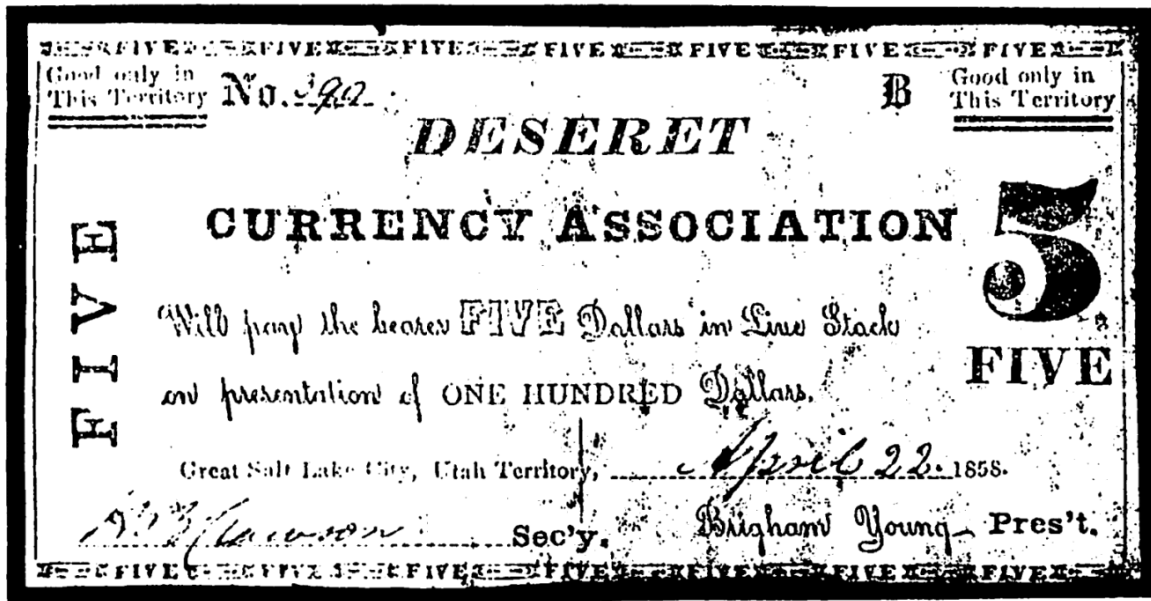 FIVE FIVE FIVE FIVE FIVE FIVE FIVE
Good only in
This Territory
No. 390
B
Good only in
This Territory
DESERET
CURRENCY ASSOCIATION
5
FIVE
FIVE
Will pay the bearer FIVE Dollars in Live Stock
on presentation of ONE HUNDRED Dollars.
Great Salt Lake City, Utah Territory, April 22. 1858.
Clawson Sec'y. Brigham Young Pres't.
FIVE FIVE FIVE FIVE FIVE FIVE FIVE